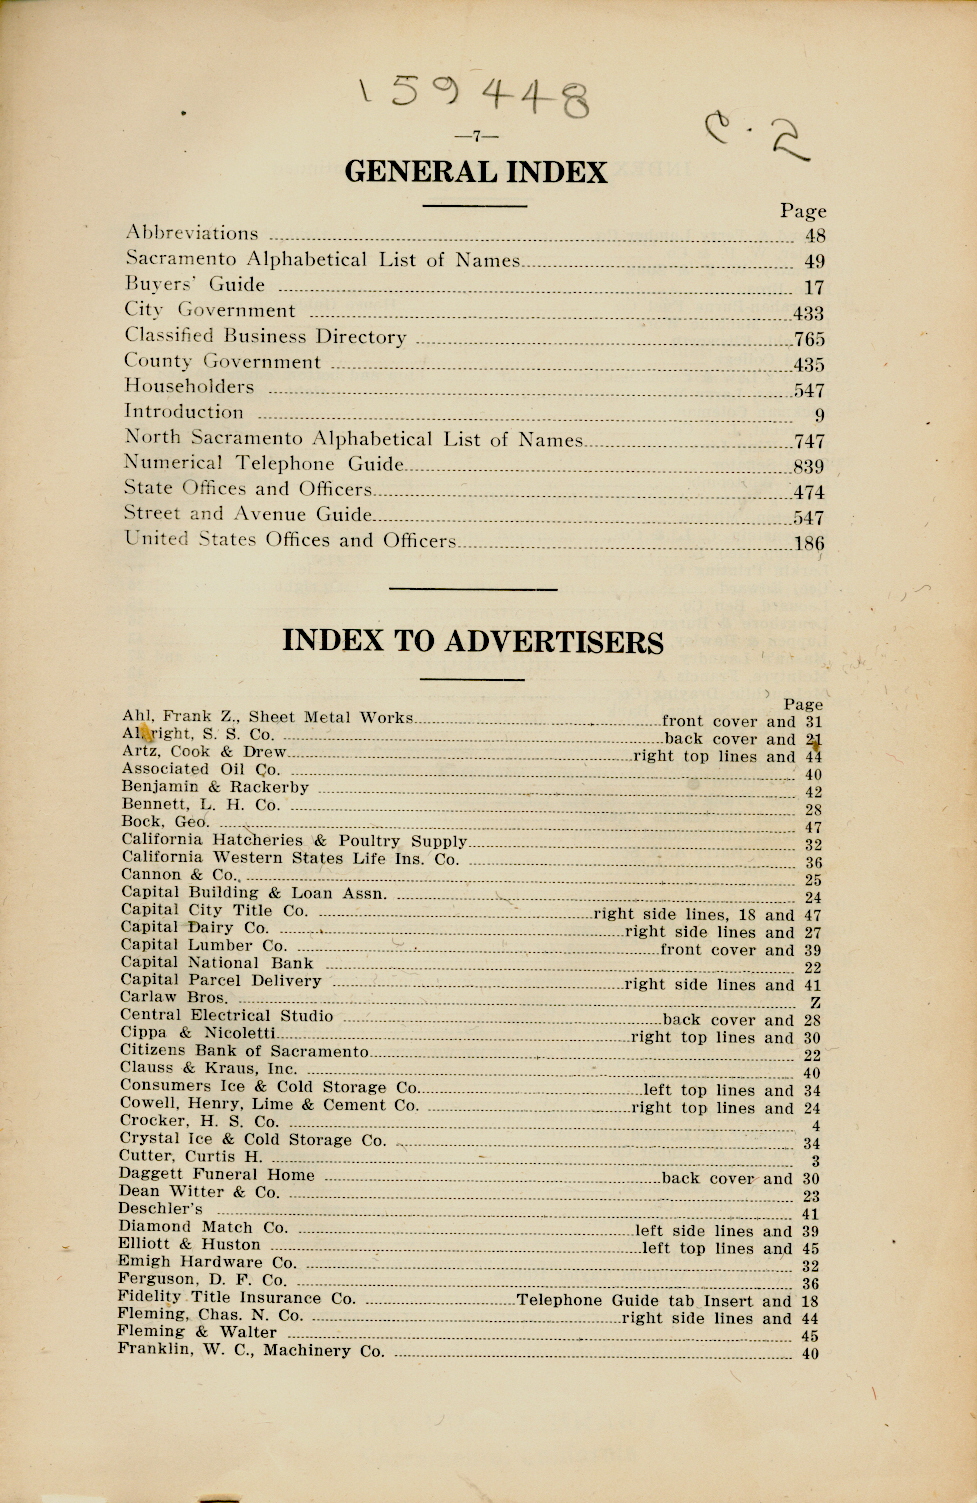 159448
C. 2
—7—
GENERAL INDEX
Page
Abbreviations 48
Sacramento Alphabetical List of Names 49
Buyers' Guide 17
City Government 433
Classified Business Directory 765
County Government 435
Householders 547
Introduction 9
North Sacramento Alphabetical List of Names 747
Numerical Telephone Guide 839
State Offices and Officers 474
Street and Avenue Guide 547
United States Offices and Officers 186
INDEX TO ADVERTISERS
Page
Ahl, Frank Z., Sheet Metal Works front cover and 31
Albright, S. S. Co. back cover and 21
Artz, Cook & Drew right top lines and 44
Associated Oil Co. 40
Benjamin & Rackerby 42
Bennett, L. H. Co. 28
Bock, Geo. 47
California Hatcheries & Poultry Supply 32
California Western States Life Ins. Co. 36
Cannon & Co. 25
Capital Building & Loan Assn. 24
Capital City Title Co. right side lines, 18 and 47
Capital Dairy Co. right side lines and 27
Capital Lumber Co. front cover and 39
Capital National Bank 22
Capital Parcel Delivery right side lines and 41
Carlaw Bros. Z
Central Electrical Studio back cover and 28
Cippa & Nicoletti right top lines and 30
Citizens Bank of Sacramento 22
Clauss & Kraus, Inc. 40
Consumers Ice & Cold Storage Co. left top lines and 34
Cowell, Henry, Lime & Cement Co. right top lines and 24
Crocker, H. S. Co. 4
Crystal Ice & Cold Storage Co. 34
Cutter, Curtis H. 3
Daggett Funeral Home back cover and 30
Dean Witter & Co. 23
Deschler's 41
Diamond Match Co. left side lines and 39
Elliott & Huston left top lines and 45
Emigh Hardware Co. 32
Ferguson, D. F. Co. 36
Fidelity Title Insurance Co. Telephone Guide tab Insert and 18
Fleming, Chas. N. Co. right side lines and 44
Fleming & Walter 45
Franklin, W. C., Machinery Co. 40